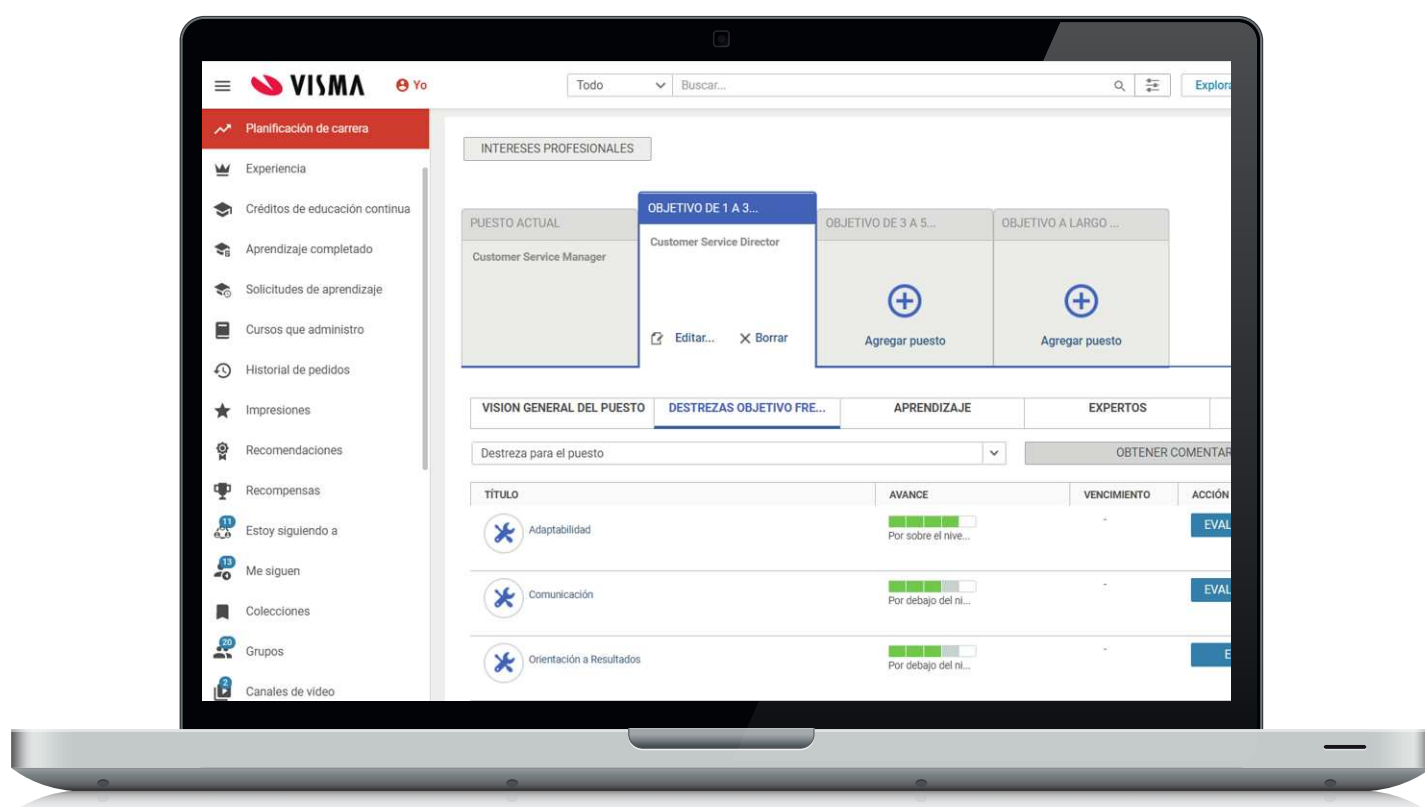 VISMA
Yo
Todo
Buscar...
Explora
Planificación de carrera
Experiencia
Créditos de educación continua
Aprendizaje completado
Solicitudes de aprendizaje
Cursos que administro
Historial de pedidos
Impresiones
Recomendaciones
Recompensas
11
Estoy siguiendo a
13
Me siguen
Colecciones
20
Grupos
2
Canales de video
INTERESES PROFESIONALES
PUESTO ACTUAL
Customer Service Manager
OBJETIVO DE 1 A 3...
Customer Service Director
Editar...
Borrar
OBJETIVO DE 3 A 5...
Agregar puesto
OBJETIVO A LARGO ...
Agregar puesto
VISION GENERAL DEL PUESTO
DESTREZAS OBJETIVO FRE...
APRENDIZAJE
EXPERTOS
Destreza para el puesto
OBTENER COMENTAR
TÍTULO AVANCE VENCIMIENTO ACCIÓN
Adaptabilidad
Por sobre el nive...
-
EVAL
Comunicación
Por debajo del ni...
-
EVAL
Orientación a Resultados
Por debajo del ni...
-
E